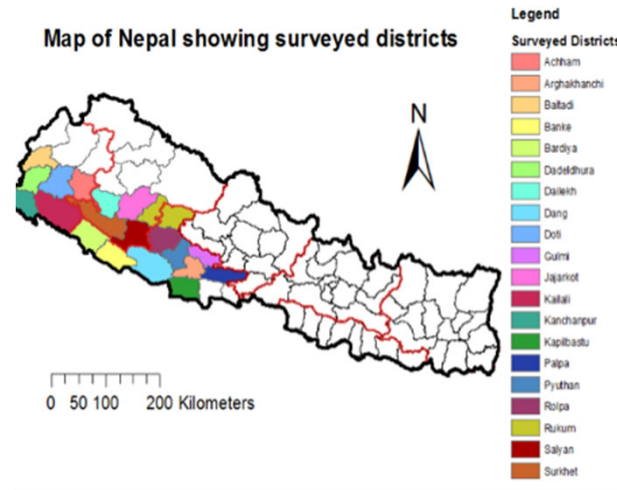 Map of Nepal showing surveyed districts
N
0 50 100 200 Kilometers
Legend
Surveyed Districts
Achham
Arghakhanchi
Baitadi
Banke
Bardiya
Dadeldhura
Dailekh
Dang
Doti
Gulmi
Jajarkot
Kailali
Kanchanpur
Kapilbastu
Palpa
Pyuthan
Rolpa
Rukum
Salyan
Surkhet